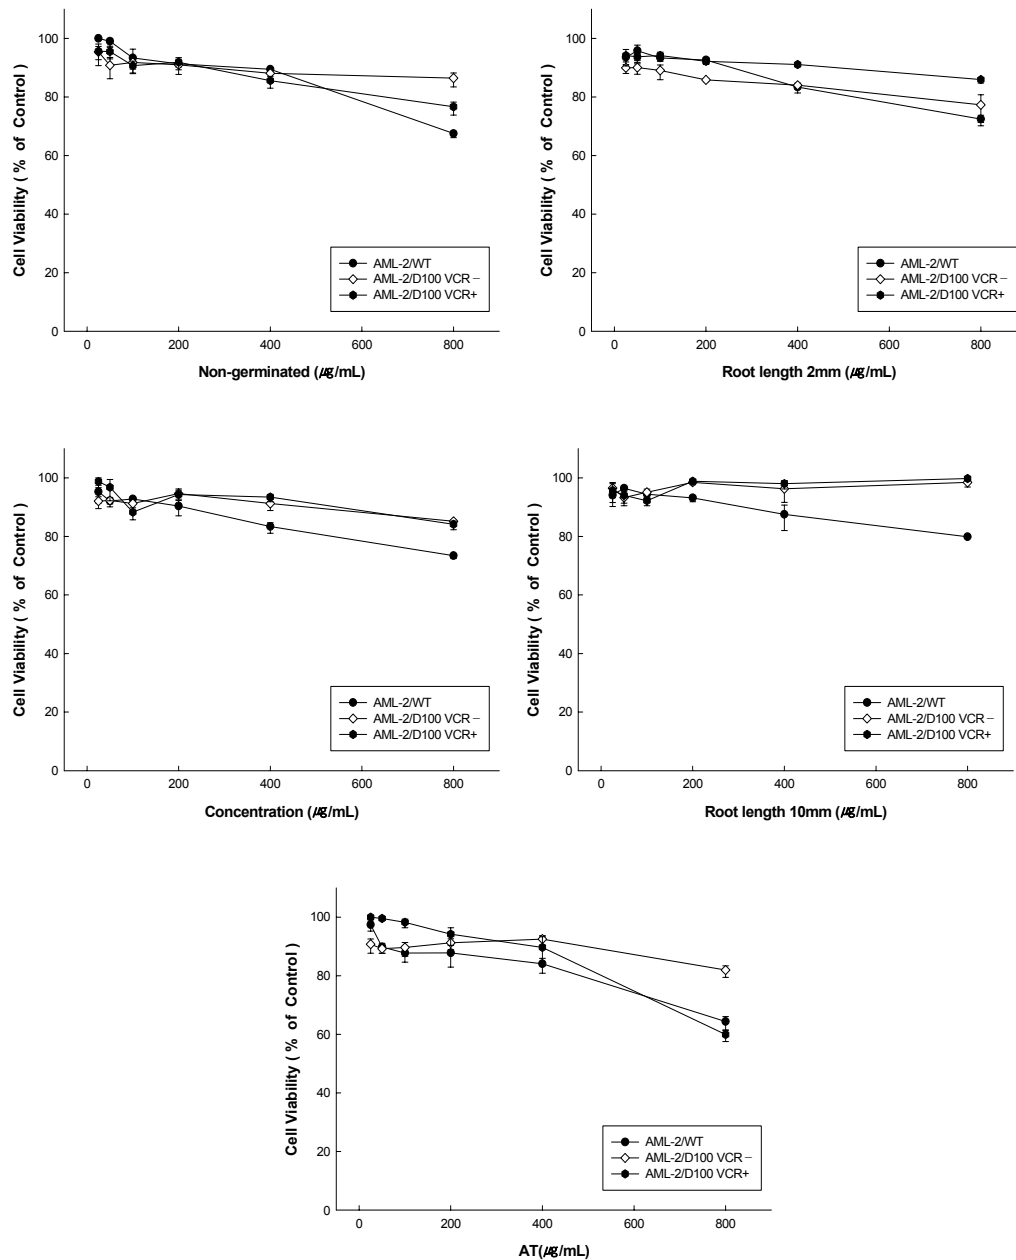 Cell Viability ( % of Control)
100
80
60
40
20
0
AML-2/WT
AML-2/D100 VCR−
AML-2/D100 VCR+
0 200 400 600 800
Non-germinated (㎍/mL)
Cell Viability ( % of Control)
100
80
60
40
20
0
AML-2/WT
AML-2/D100 VCR−
AML-2/D100 VCR+
0 200 400 600 800
Root length 2mm (㎍/mL)
Cell Viability ( % of Control)
100
80
60
40
20
0
AML-2/WT
AML-2/D100 VCR−
AML-2/D100 VCR+
0 200 400 600 800
Concentration (㎍/mL)
Cell Viability ( % of Control)
100
80
60
40
20
0
AML-2/WT
AML-2/D100 VCR−
AML-2/D100 VCR+
0 200 400 600 800
Root length 10mm (㎍/mL)
Cell Viability ( % of Control)
100
80
60
40
20
0
AML-2/WT
AML-2/D100 VCR−
AML-2/D100 VCR+
0 200 400 600 800
AT(㎍/mL)